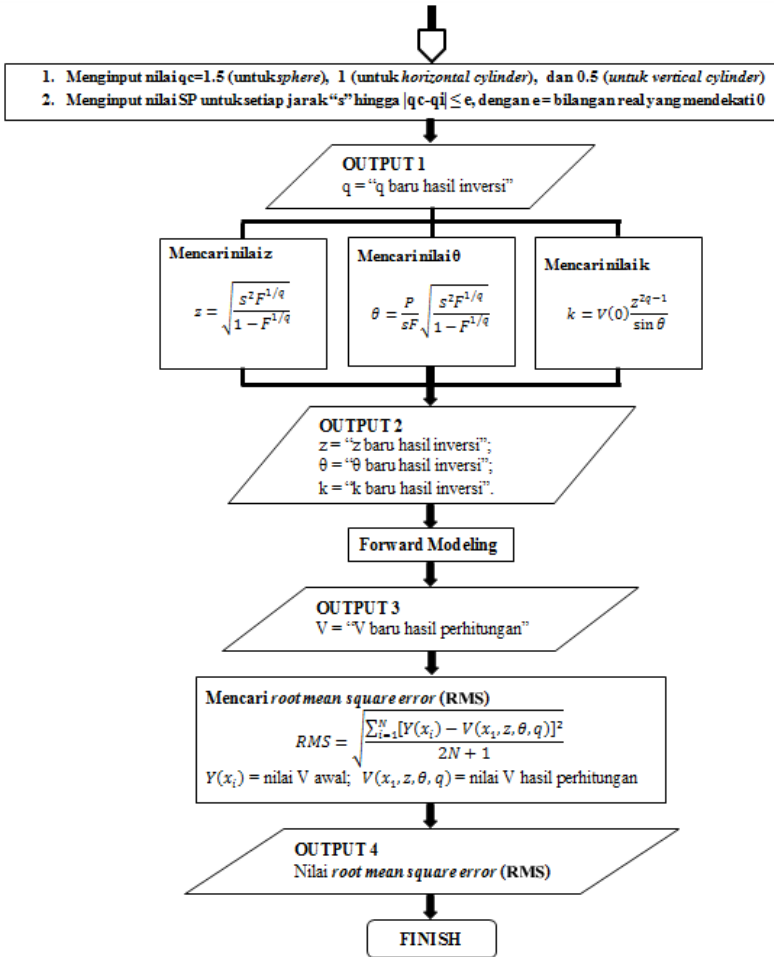 1. Menginput nilai qc=1.5 (untuk sphere), 1 (untuk horizontal cylinder), dan 0.5 (untuk vertical cylinder)
2. Menginput nilai SP untuk setiap jarak “s” hingga |qc-qi| ≤ e, dengan e = bilangan real yang mendekati 0
OUTPUT 1
q = “q baru hasil inversi”
Mencari nilai z
z = √(s²F^{1/q} / (1 − F^{1/q}))
Mencari nilai θ
θ = P/(sF) √(s²F^{1/q} / (1 − F^{1/q}))
Mencari nilai k
k = V(0) z^{2q−1} / sin θ
OUTPUT 2
z = “z baru hasil inversi”;
θ = “θ baru hasil inversi”;
k = “k baru hasil inversi”.
Forward Modeling
OUTPUT 3
V = “V baru hasil perhitungan”
Mencari root mean square error (RMS)
RMS = √(∑_{i=1}^{N}[Y(x_i) − V(x_1, z, θ, q)]² / (2N + 1))
Y(x_i) = nilai V awal; V(x_1, z, θ, q) = nilai V hasil perhitungan
OUTPUT 4
Nilai root mean square error (RMS)
FINISH